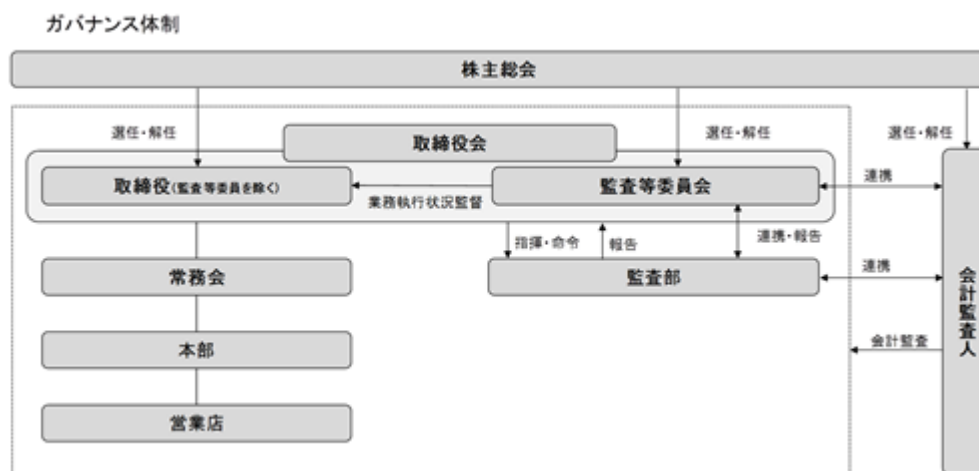 ガバナンス体制
株主総会
選任・解任
選任・解任
選任・解任
取締役会
取締役(監査等委員を除く)
監査等委員会
業務執行状況監督
連携
指揮・命令
報告
連携・報告
常務会
監査部
連携
会計監査人
本部
会計監査
営業店